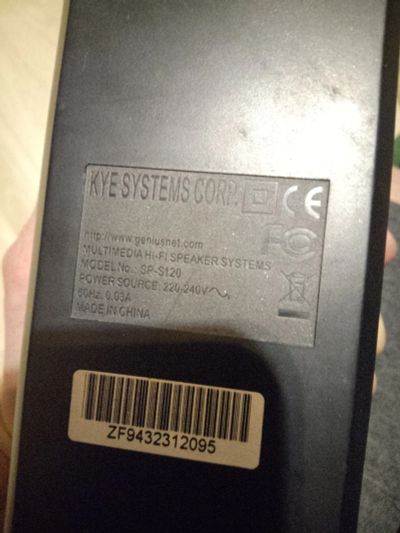 KYE SYSTEMS CORP.
http://www.geniusnet.com
MULTIMEDIA HI-FI SPEAKER SYSTEMS
MODEL No. SP-S120
POWER SOURCE: 220-240V~
50Hz, 0.03A
MADE IN CHINA
ZF9432312095